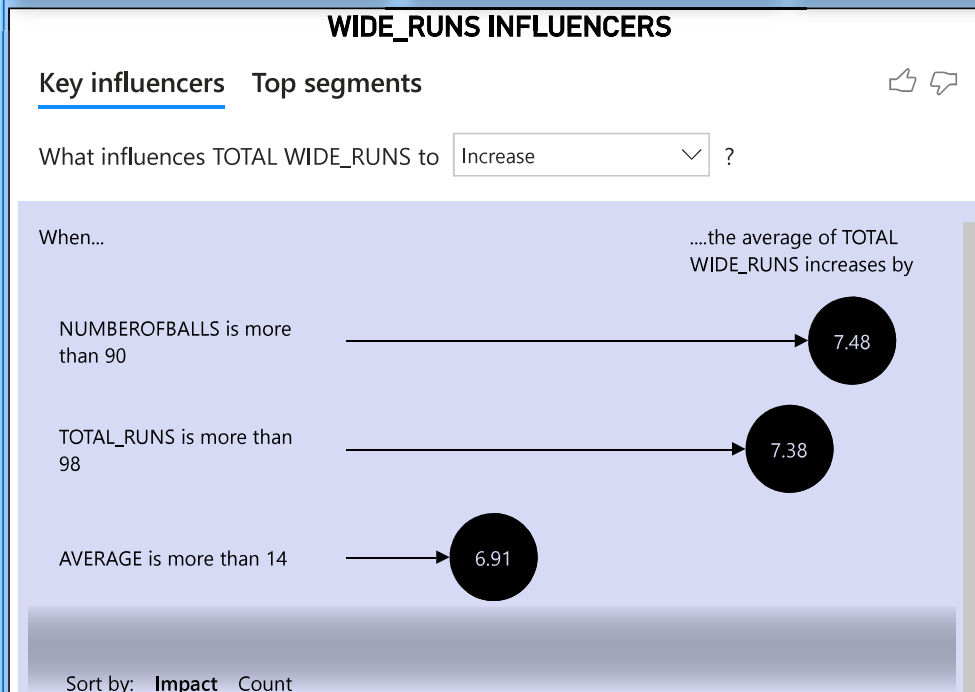 WIDE_RUNS INFLUENCERS
Key influencers Top segments
What influences TOTAL WIDE_RUNS to Increase ?
When...
....the average of TOTAL
WIDE_RUNS increases by
NUMBEROFBALLS is more
than 90
7.48
TOTAL_RUNS is more than
98
7.38
AVERAGE is more than 14
6.91
Sort by: Impact Count